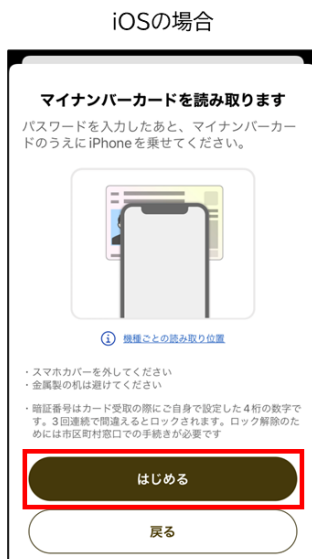 iOSの場合
マイナンバーカードを読み取ります
パスワードを入力したあと、マイナンバーカー
ドのうえにiPhoneを乗せてください。
機種ごとの読み取り位置
・スマホカバーを外してください
・金属製の机は避けてください
・暗証番号はカード受取の際にご自身で設定した4桁の数字で
す。3回連続で間違えるとロックされます。ロック解除のた
めには市区町村窓口での手続きが必要です
はじめる
戻る